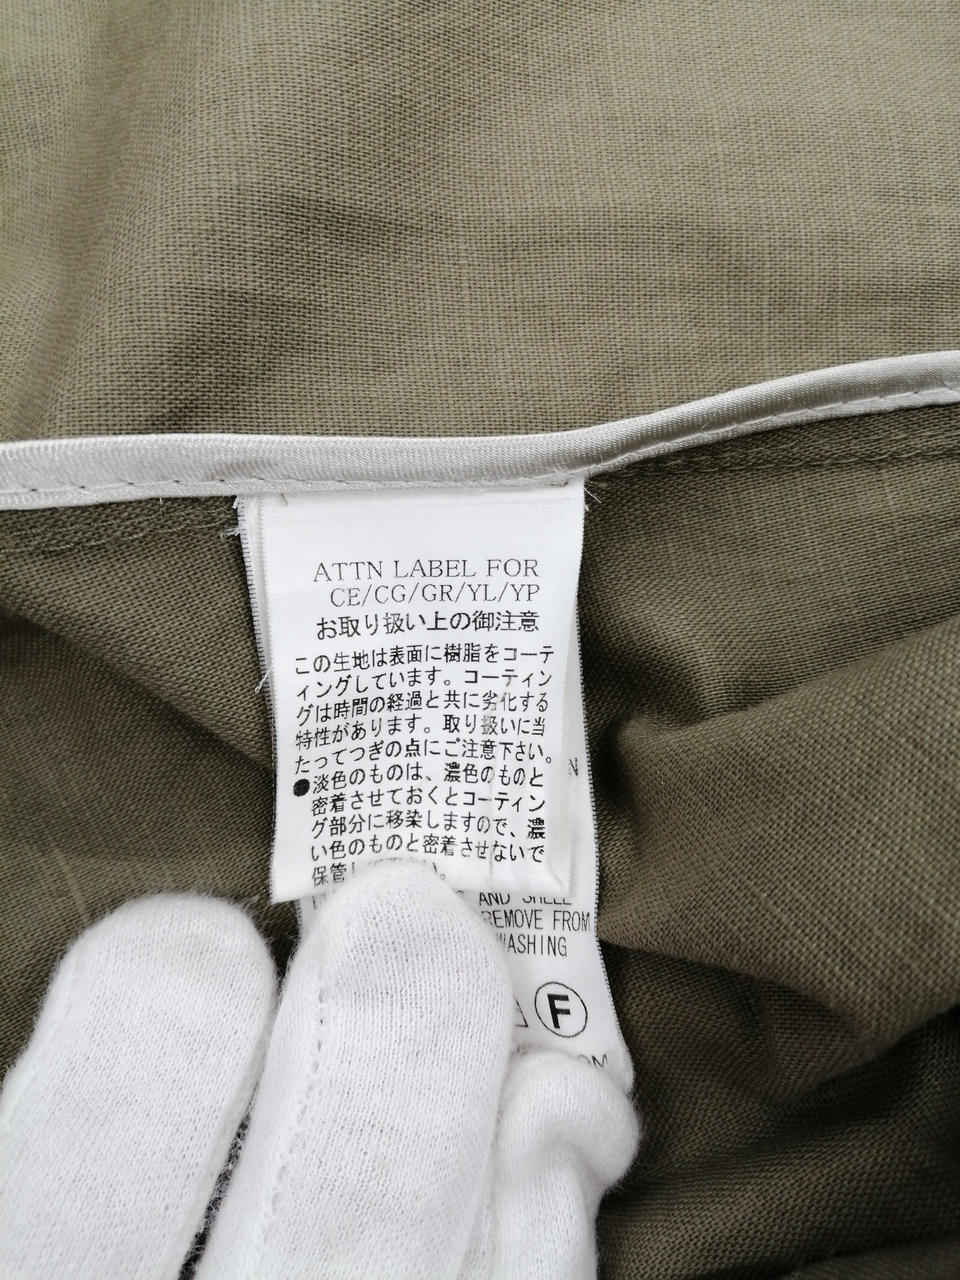 ATTN LABEL FOR
CE/CG/GR/YL/YP
お取り扱い上の御注意
この生地は表面に樹脂をコーテ
ィングしています。コーティン
グは時間の経過と共に劣化する
特性があります。取り扱いに当
たってつぎの点にご注意下さい。
●淡色のものは、濃色のものと
密着させておくとコーティン
グ部分に移染しますので、濃
い色のものと密着させないで
保管し
N
AND SHELL
REMOVE FROM
WASHING
F
OM